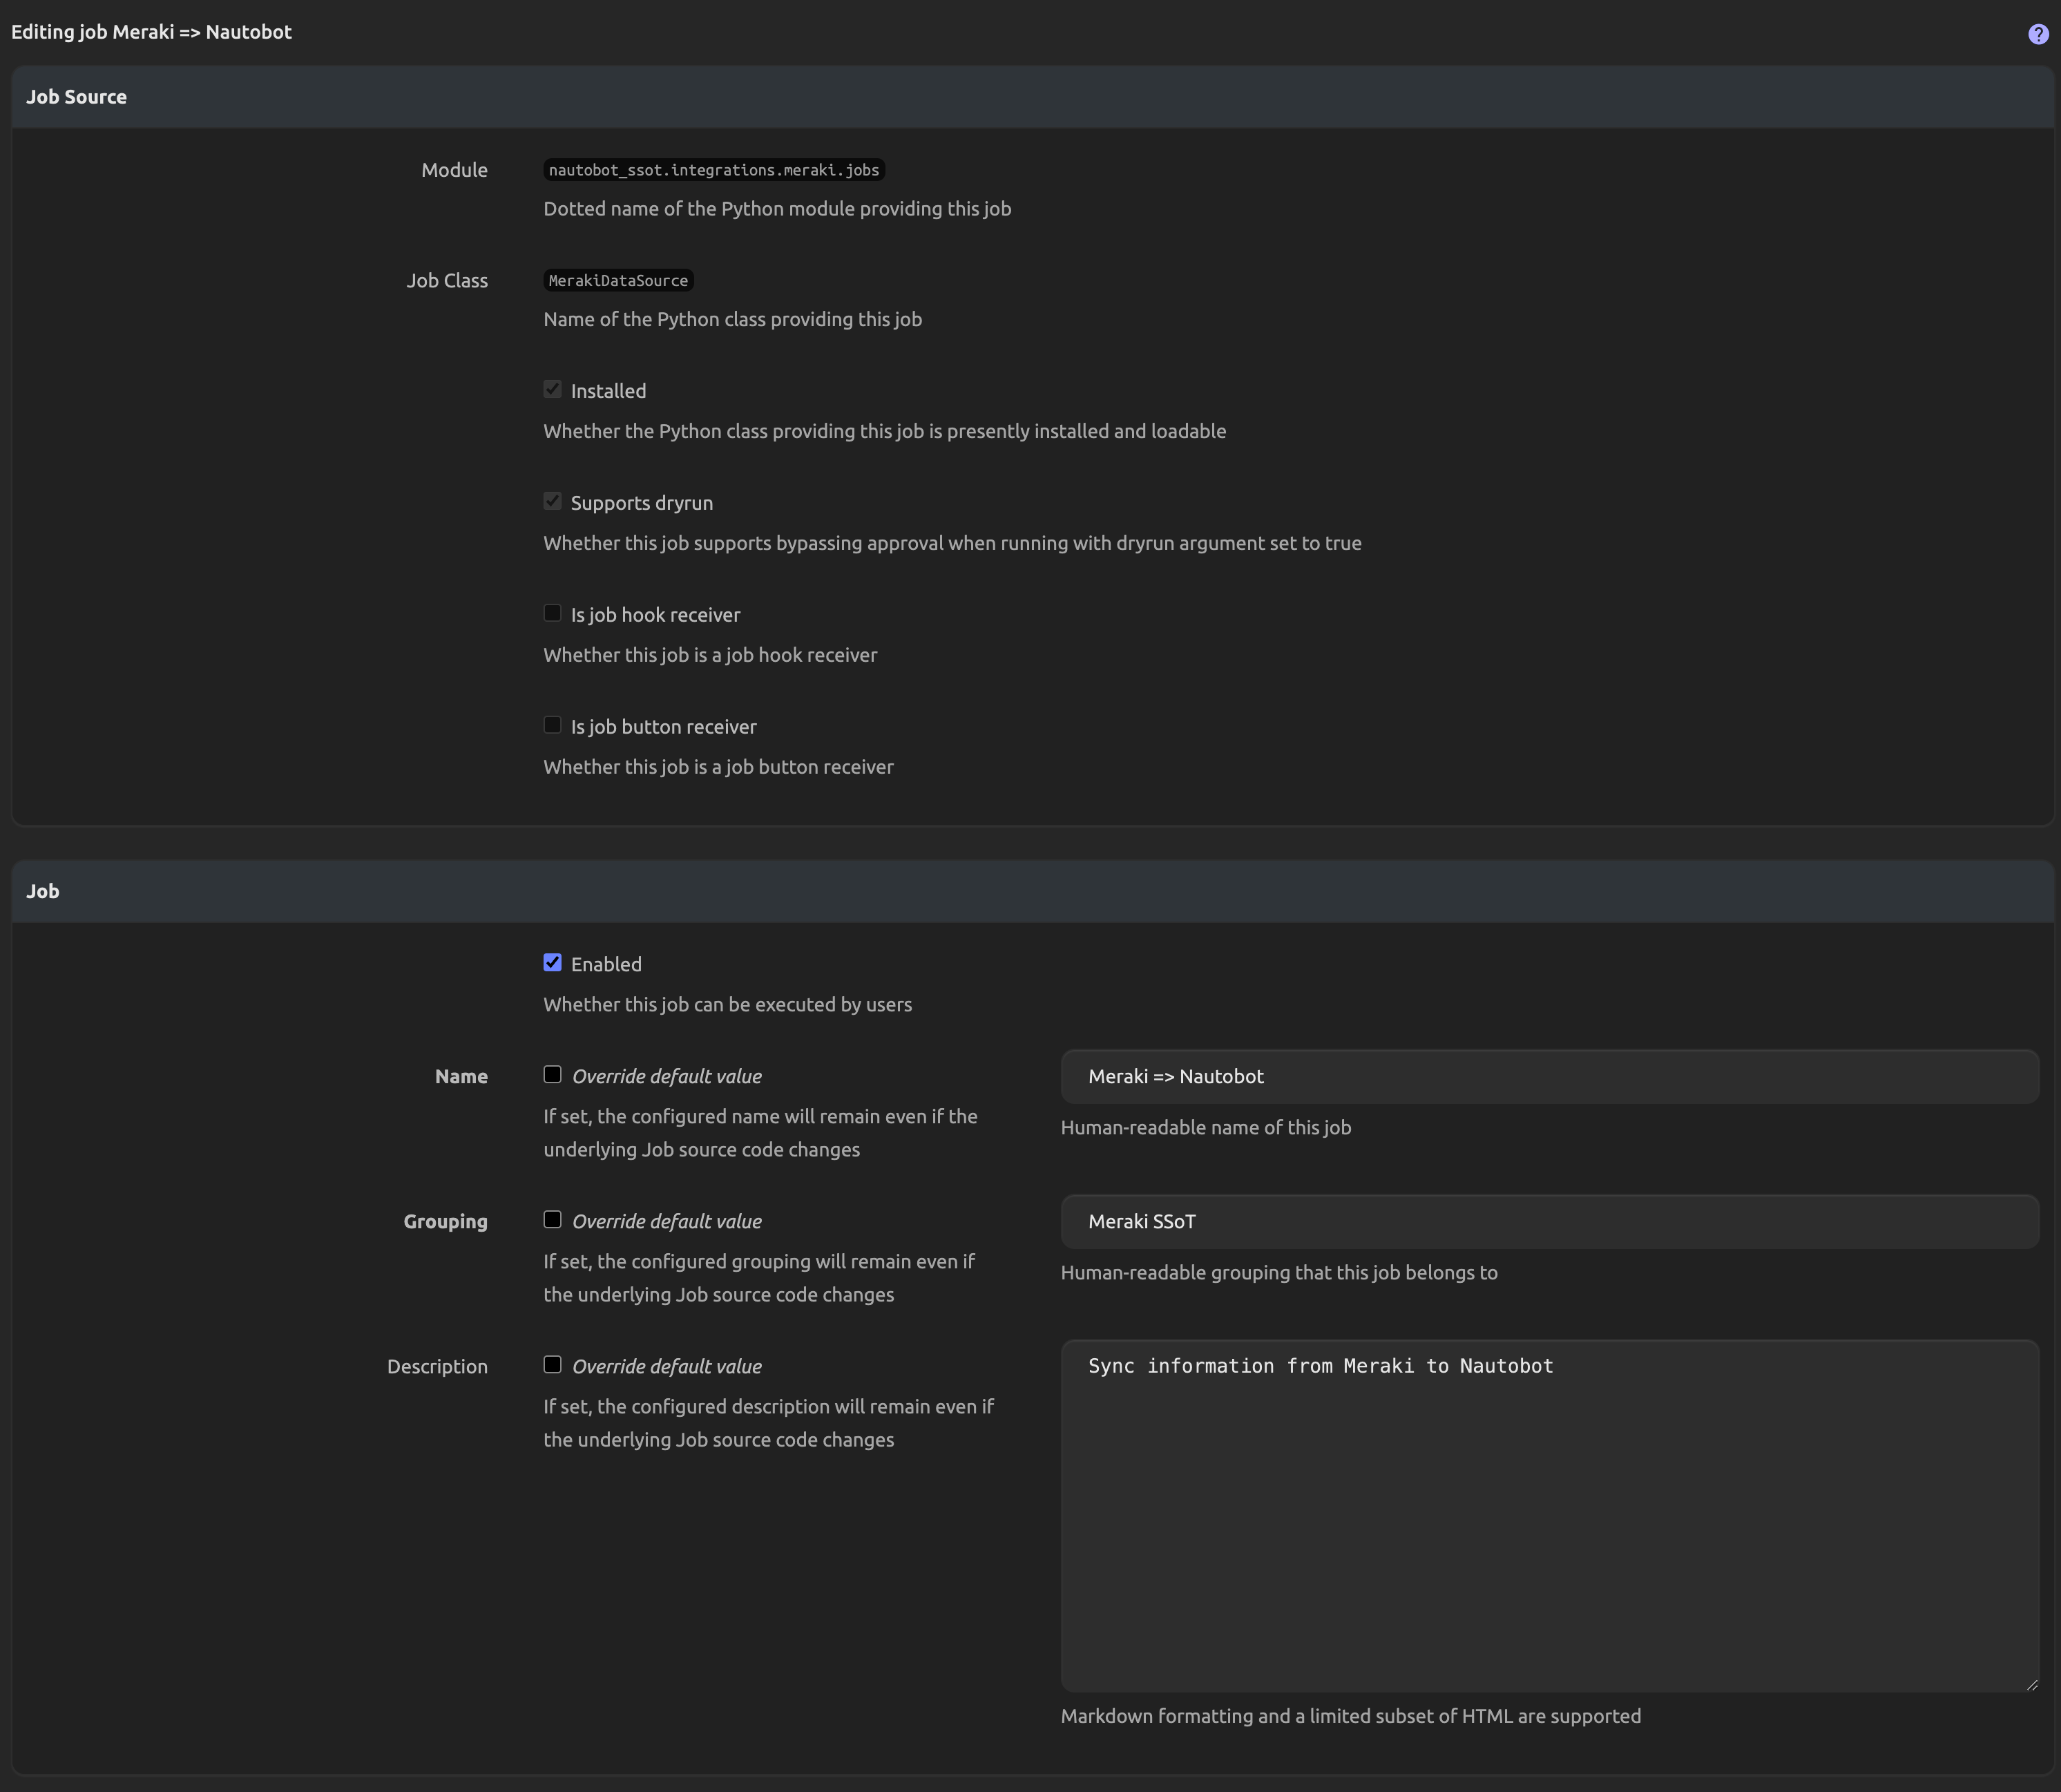 Editing job Meraki => Nautobot
?
Job Source
Module
nautobot_ssot.integrations.meraki.jobs
Dotted name of the Python module providing this job
Job Class
MerakiDataSource
Name of the Python class providing this job
Installed
Whether the Python class providing this job is presently installed and loadable
Supports dryrun
Whether this job supports bypassing approval when running with dryrun argument set to true
Is job hook receiver
Whether this job is a job hook receiver
Is job button receiver
Whether this job is a job button receiver
Job
Enabled
Whether this job can be executed by users
Name
Override default value
If set, the configured name will remain even if the
underlying Job source code changes
Meraki => Nautobot
Human-readable name of this job
Grouping
Override default value
If set, the configured grouping will remain even if
the underlying Job source code changes
Meraki SSoT
Human-readable grouping that this job belongs to
Description
Override default value
If set, the configured description will remain even if
the underlying Job source code changes
Sync information from Meraki to Nautobot
Markdown formatting and a limited subset of HTML are supported